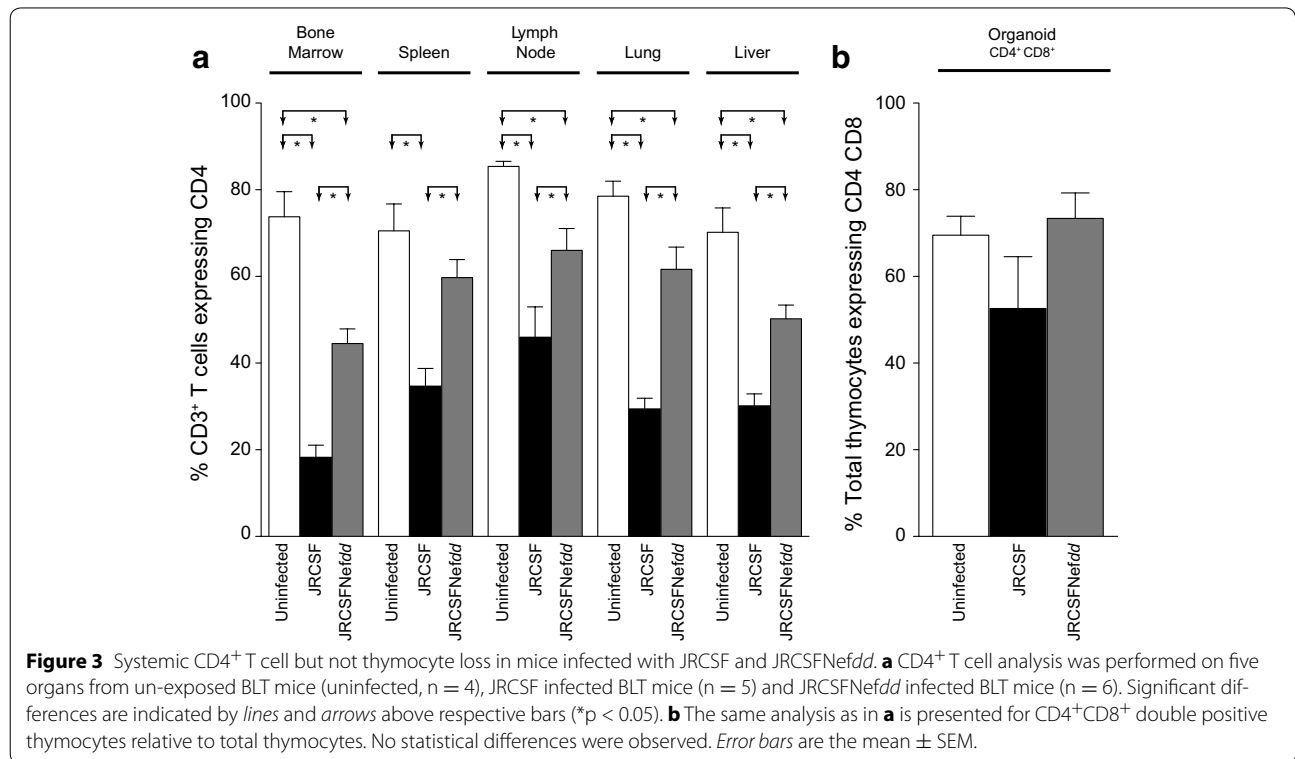 a
Bone
Marrow
Spleen
Lymph
Node
Lung
Liver
% CD3⁺ T cells expressing CD4
100
80
60
40
20
0
* * *
* *
* * *
* * *
* * *
Uninfected
JRCSF
JRCSFNefdd
Uninfected
JRCSF
JRCSFNefdd
Uninfected
JRCSF
JRCSFNefdd
Uninfected
JRCSF
JRCSFNefdd
Uninfected
JRCSF
JRCSFNefdd
b
Organoid
CD4⁺ CD8⁺
% Total thymocytes expressing CD4 CD8
100
80
60
40
20
0
Uninfected
JRCSF
JRCSFNefdd
Figure 3 Systemic CD4⁺ T cell but not thymocyte loss in mice infected with JRCSF and JRCSFNefdd. a CD4⁺ T cell analysis was performed on five
organs from un-exposed BLT mice (uninfected, n = 4), JRCSF infected BLT mice (n = 5) and JRCSFNefdd infected BLT mice (n = 6). Significant dif-
ferences are indicated by lines and arrows above respective bars (*p < 0.05). b The same analysis as in a is presented for CD4⁺CD8⁺ double positive
thymocytes relative to total thymocytes. No statistical differences were observed. Error bars are the mean ± SEM.